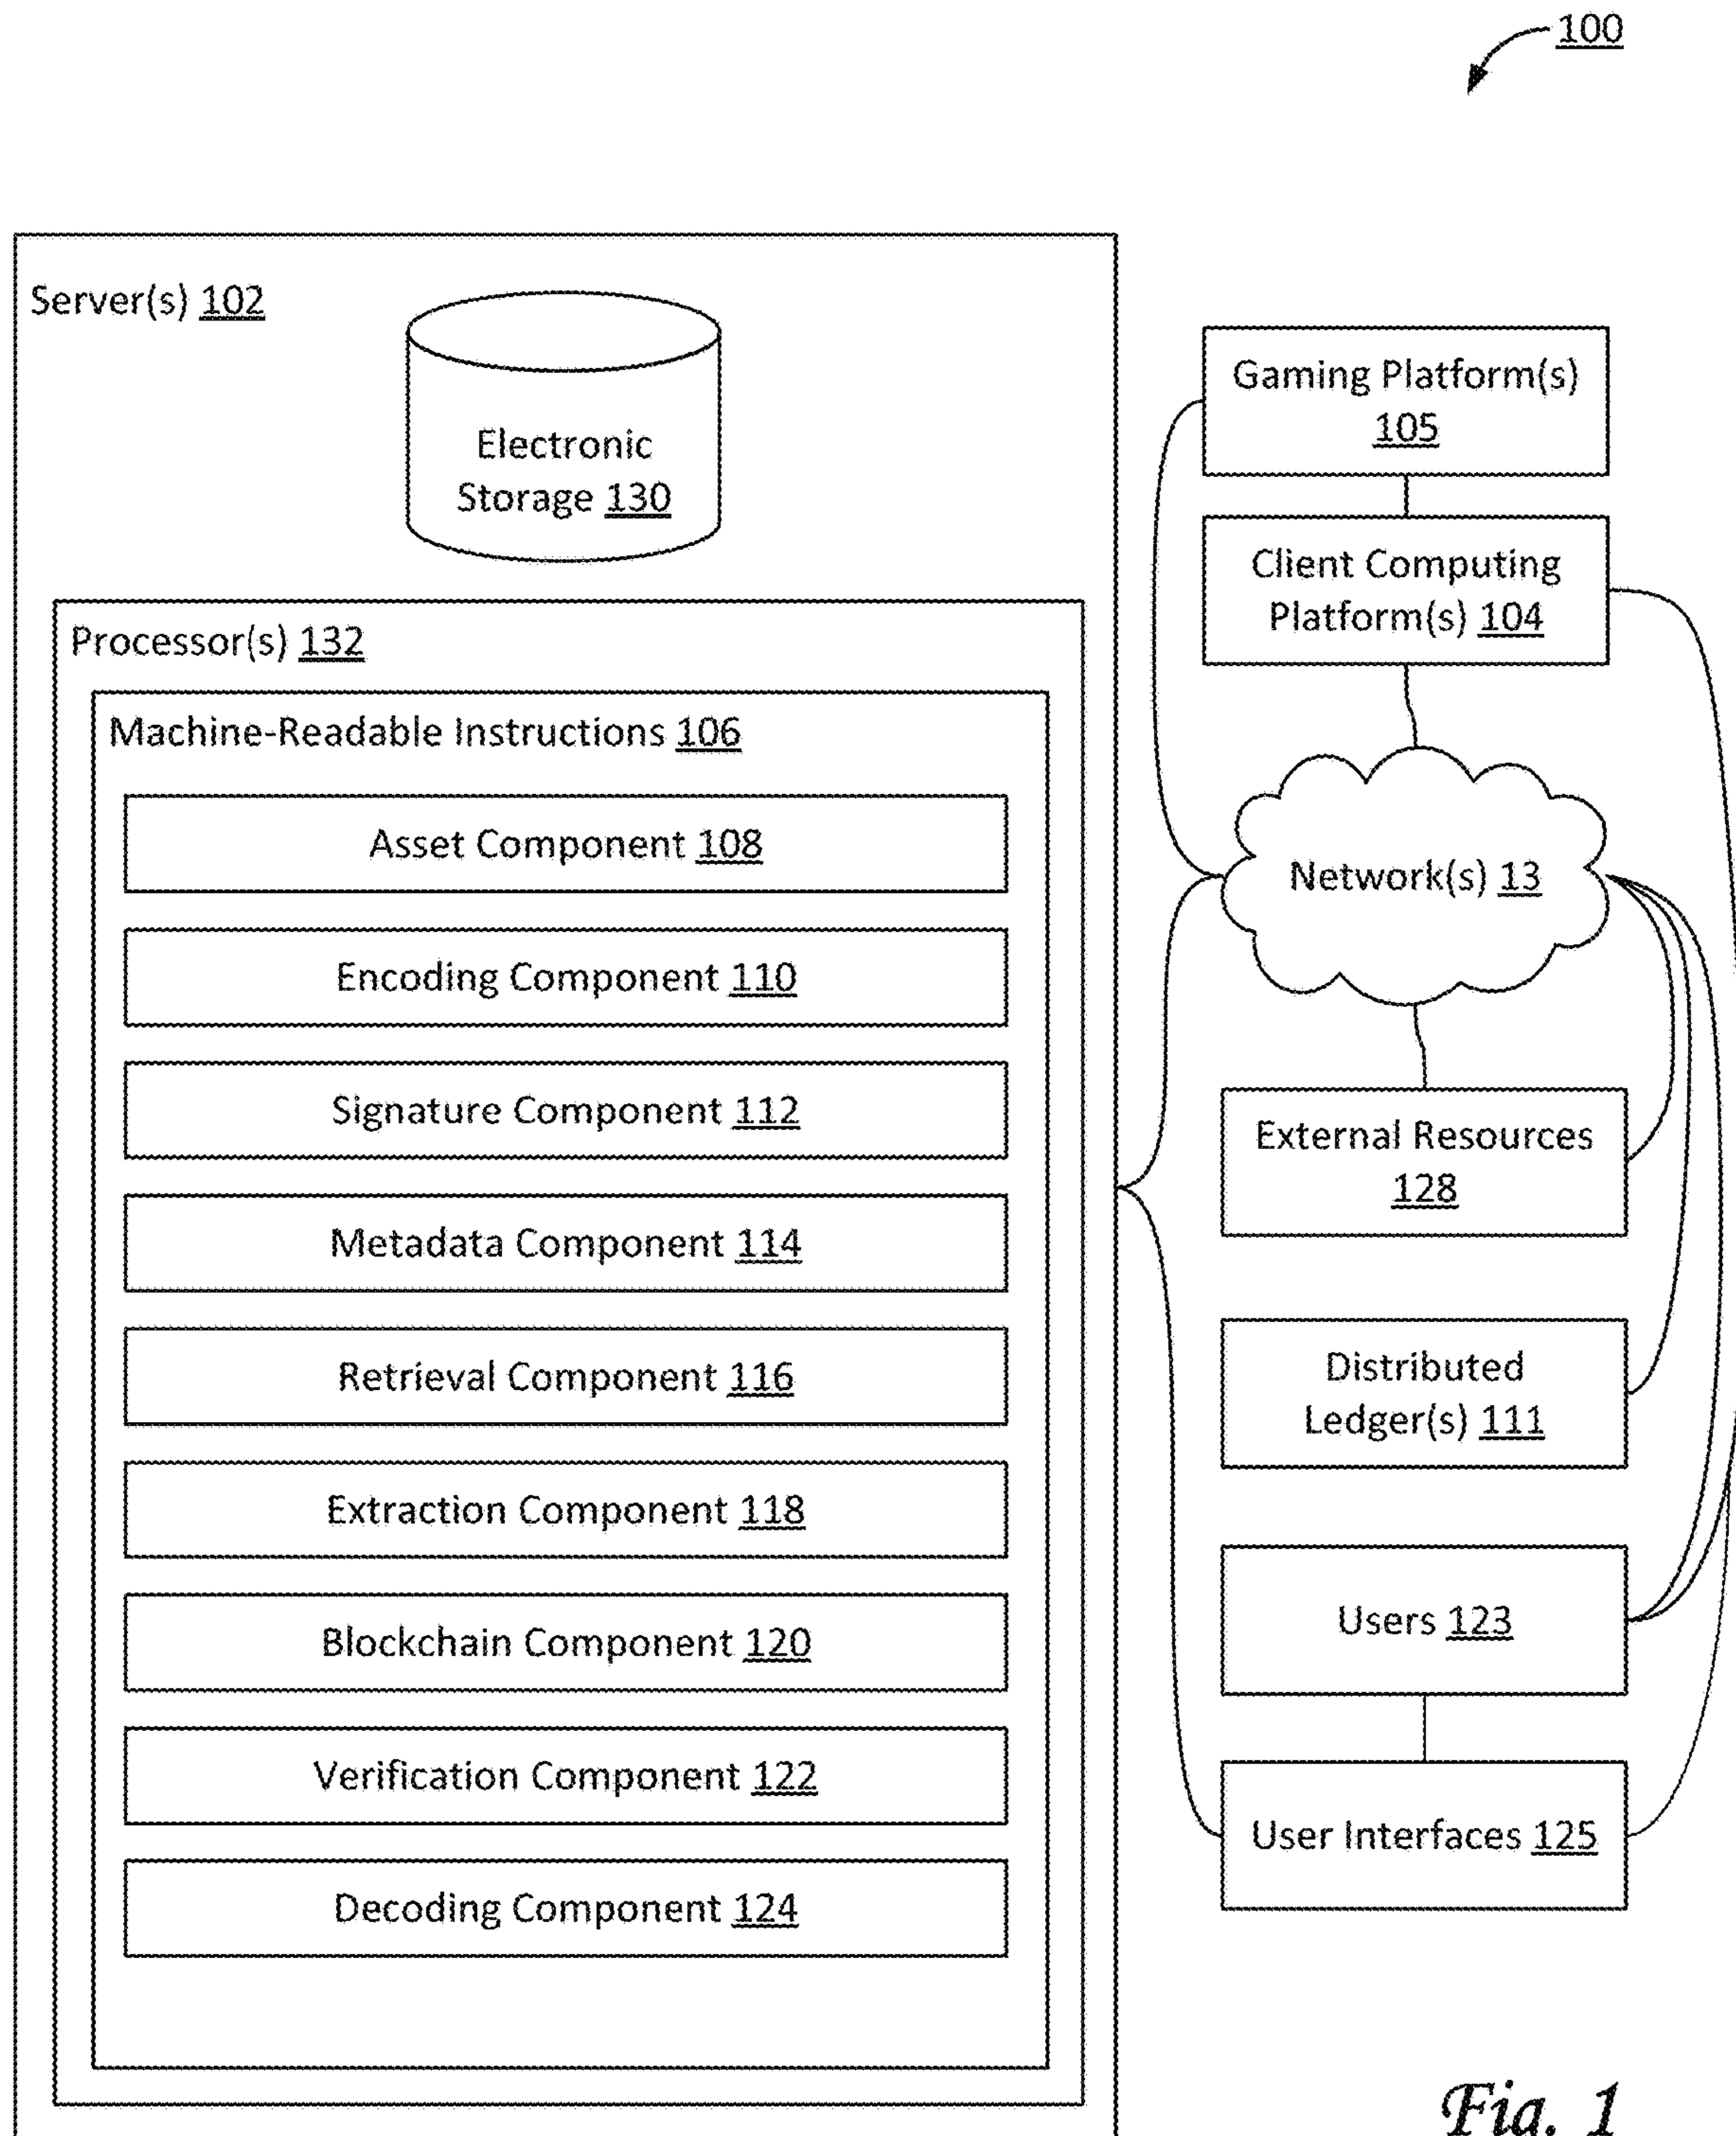 100
Server(s) 102
Electronic
Storage 130
Processor(s) 132
Machine-Readable Instructions 106
Asset Component 108
Encoding Component 110
Signature Component 112
Metadata Component 114
Retrieval Component 116
Extraction Component 118
Blockchain Component 120
Verification Component 122
Decoding Component 124
Gaming Platform(s)
105
Client Computing
Platform(s) 104
Network(s) 13
External Resources
128
Distributed
Ledger(s) 111
Users 123
User Interfaces 125
Fig. 1